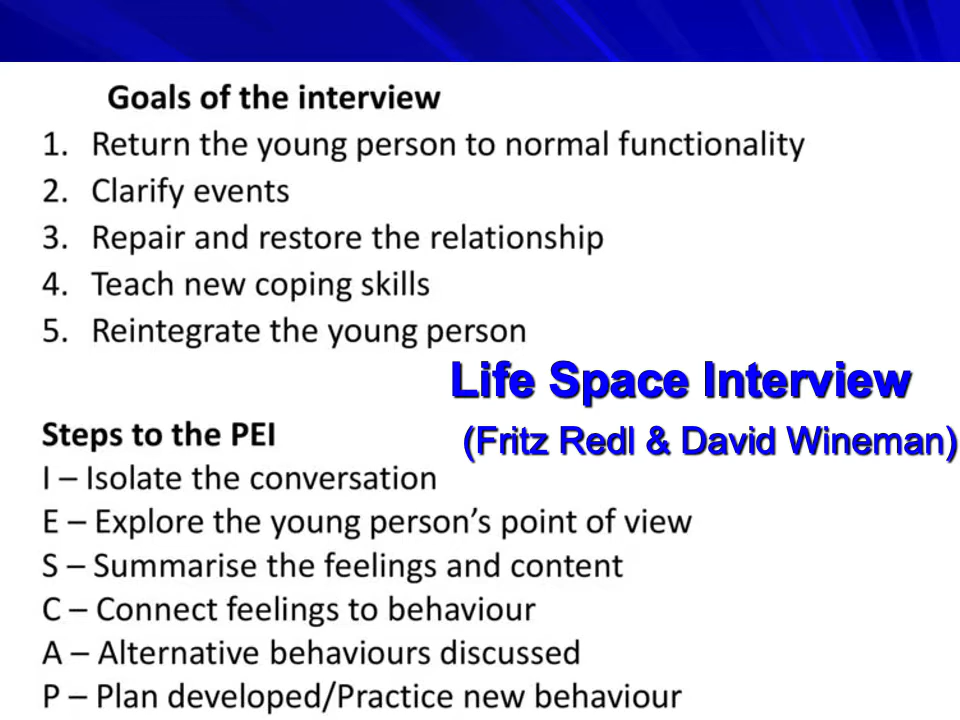 Goals of the interview
1. Return the young person to normal functionality
2. Clarify events
3. Repair and restore the relationship
4. Teach new coping skills
5. Reintegrate the young person
Life Space Interview
(Fritz Redl & David Wineman)
Steps to the PEI
I – Isolate the conversation
E – Explore the young person’s point of view
S – Summarise the feelings and content
C – Connect feelings to behaviour
A – Alternative behaviours discussed
P – Plan developed/Practice new behaviour